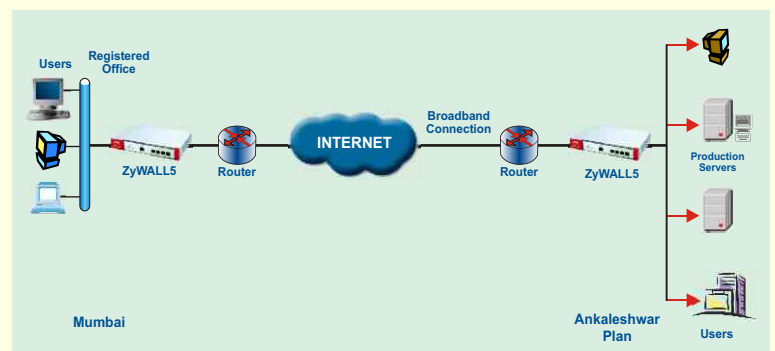 Users
Registered
Office
ZyWALL5
Router
INTERNET
Broadband
Connection
Router
ZyWALL5
Production
Servers
Mumbai
Ankaleshwar
Plan
Users